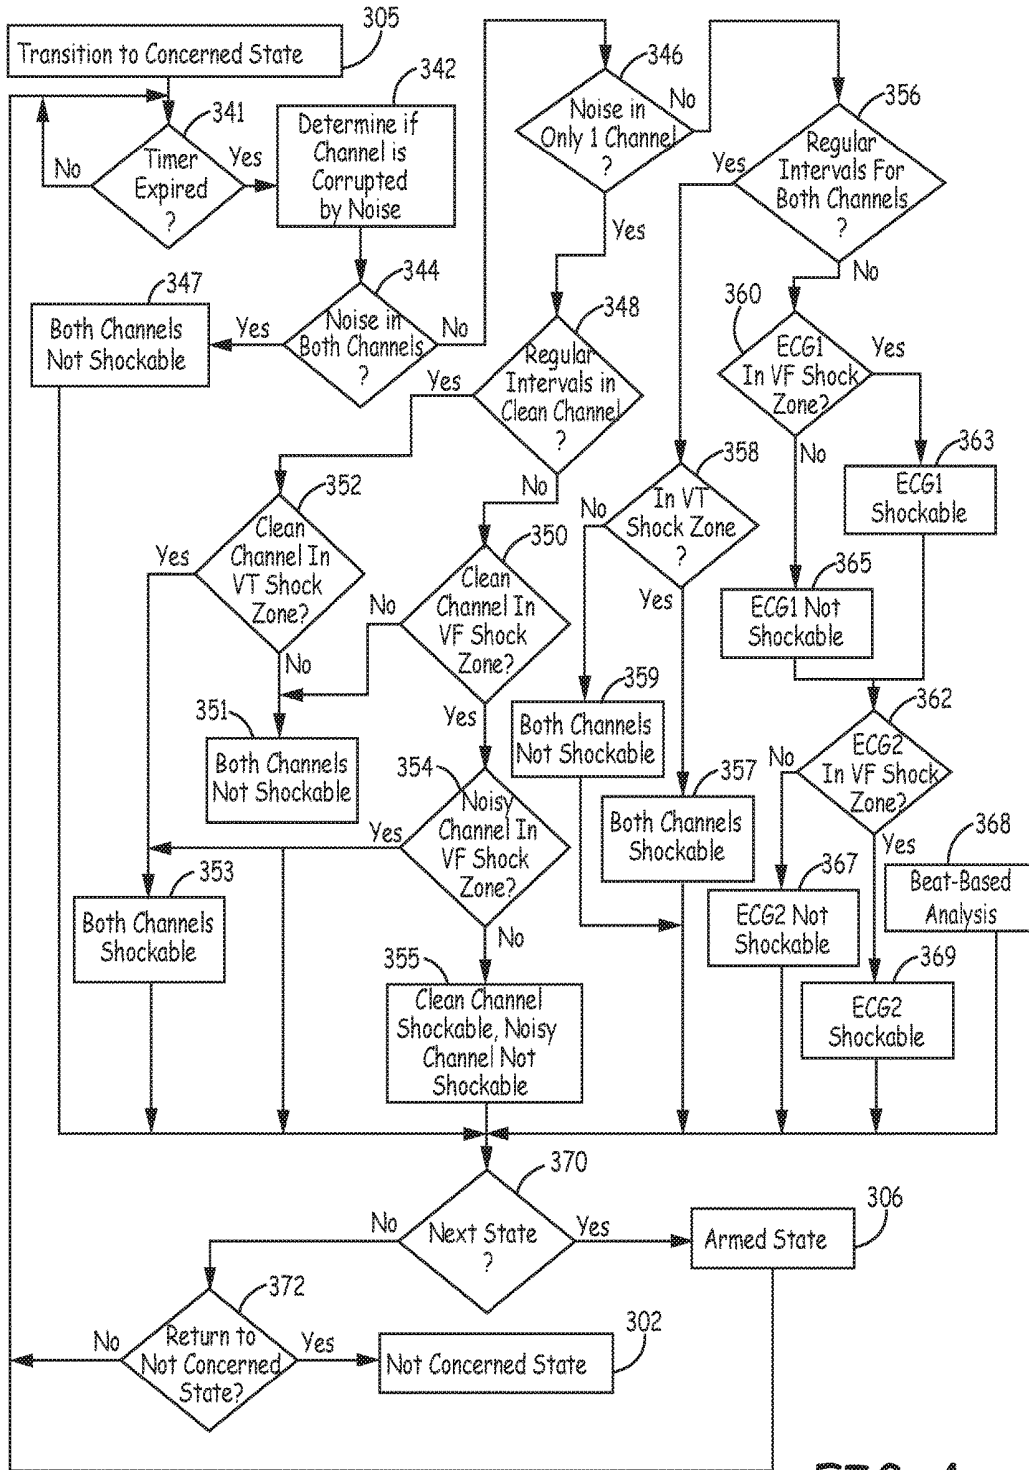 305
Transition to Concerned State
341
Timer
Expired
?
No
Yes
342
Determine if
Channel is
Corrupted
by Noise
344
Noise in
Both Channels
?
Yes
No
347
Both Channels
Not Shockable
346
Noise in
Only 1 Channel
?
No
Yes
348
Regular
Intervals in
Clean Channel
?
Yes
No
352
Clean
Channel In
VT Shock
Zone?
Yes
No
350
Clean
Channel In
VF Shock
Zone?
No
Yes
351
Both Channels
Not Shockable
354
Noisy
Channel In
VF Shock
Zone?
Yes
No
353
Both Channels
Shockable
355
Clean Channel
Shockable, Noisy
Channel Not
Shockable
356
Regular
Intervals For
Both Channels
?
Yes
No
358
In VT
Shock Zone
?
No
Yes
359
Both Channels
Not Shockable
357
Both Channels
Shockable
360
ECG1
In VF Shock
Zone?
Yes
No
363
ECG1
Shockable
365
ECG1 Not
Shockable
362
ECG2
In VF Shock
Zone?
No
Yes
367
ECG2 Not
Shockable
369
ECG2
Shockable
368
Beat-Based
Analysis
370
Next State
?
No
Yes
306
Armed State
372
Return to
Not Concerned
State?
No
Yes
302
Not Concerned State